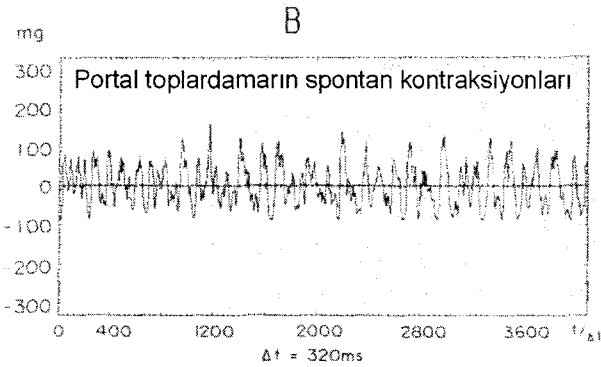 B
mg
Portal toplardamarın spontan kontraksiyonları
300
200
100
0
-100
-200
-300
0 400 1200 2000 2800 3600 t/Δt
Δt = 320ms